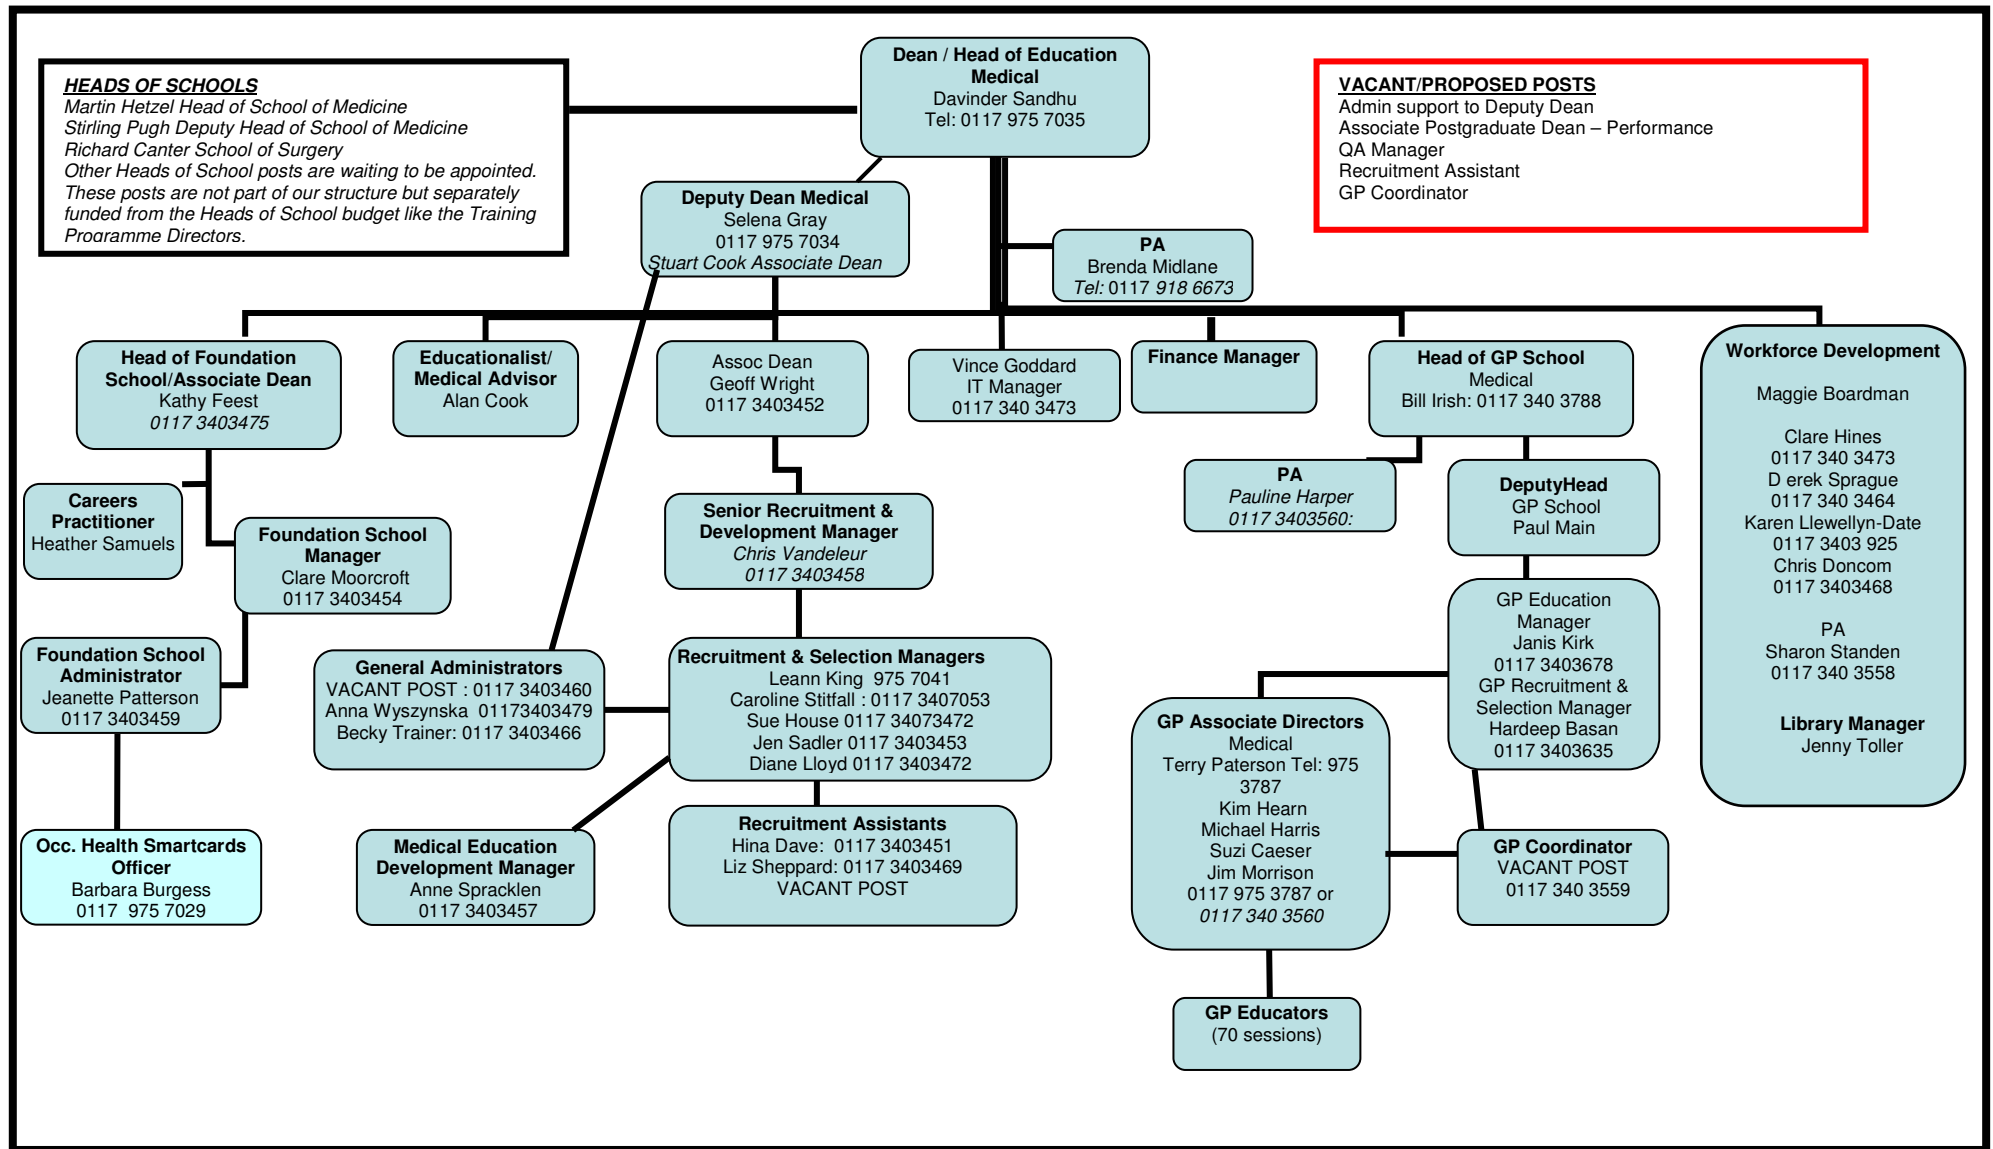 Dean / Head of Education
Medical
Davinder Sandhu
Tel: 0117 975 7035
HEADS OF SCHOOLS
Martin Hetzel Head of School of Medicine
Stirling Pugh Deputy Head of School of Medicine
Richard Canter School of Surgery
Other Heads of School posts are waiting to be appointed.
These posts are not part of our structure but separately
funded from the Heads of School budget like the Training
Programme Directors.
VACANT/PROPOSED POSTS
Admin support to Deputy Dean
Associate Postgraduate Dean – Performance
QA Manager
Recruitment Assistant
GP Coordinator
Deputy Dean Medical
Selena Gray
0117 975 7034
Stuart Cook Associate Dean
PA
Brenda Midlane
Tel: 0117 918 6673
Head of Foundation
School/Associate Dean
Kathy Feest
0117 3403475
Educationalist/
Medical Advisor
Alan Cook
Assoc Dean
Geoff Wright
0117 3403452
Vince Goddard
IT Manager
0117 340 3473
Finance Manager
Head of GP School
Medical
Bill Irish: 0117 340 3788
Workforce Development
Maggie Boardman
Clare Hines
0117 340 3473
D erek Sprague
0117 340 3464
Karen Llewellyn-Date
0117 3403 925
Chris Doncom
0117 3403468
PA
Sharon Standen
0117 340 3558
Library Manager
Jenny Toller
Careers
Practitioner
Heather Samuels
Foundation School
Manager
Clare Moorcroft
0117 3403454
Senior Recruitment &
Development Manager
Chris Vandeleur
0117 3403458
PA
Pauline Harper
0117 3403560:
DeputyHead
GP School
Paul Main
GP Education
Manager
Janis Kirk
0117 3403678
GP Recruitment &
Selection Manager
Hardeep Basan
0117 3403635
Foundation School
Administrator
Jeanette Patterson
0117 3403459
General Administrators
VACANT POST : 0117 3403460
Anna Wyszynska  01173403479
Becky Trainer: 0117 3403466
Recruitment & Selection Managers
Leann King  975 7041
Caroline Stitfall : 0117 3407053
Sue House 0117 34073472
Jen Sadler 0117 3403453
Diane Lloyd 0117 3403472
GP Associate Directors
Medical
Terry Paterson Tel: 975
3787
Kim Hearn
Michael Harris
Suzi Caeser
Jim Morrison
0117 975 3787 or
0117 340 3560
Occ. Health Smartcards
Officer
Barbara Burgess
0117  975 7029
Medical Education
Development Manager
Anne Spracklen
0117 3403457
Recruitment Assistants
Hina Dave:  0117 3403451
Liz Sheppard: 0117 3403469
VACANT POST
GP Coordinator
VACANT POST
0117 340 3559
GP Educators
(70 sessions)